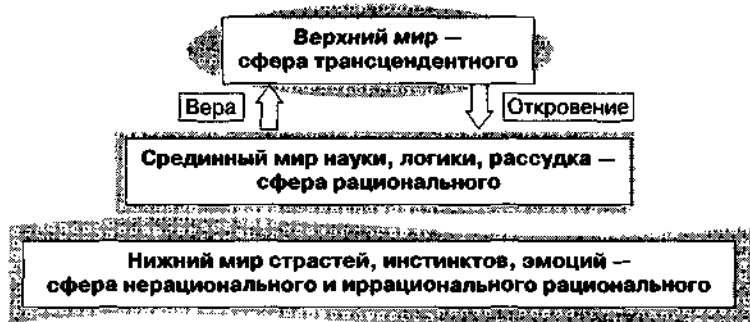 Верхний мир —
сфера трансцендентного
Вера
Откровение
Срединный мир науки, логики, рассудка —
сфера рационального
Нижний мир страстей, инстинктов, эмоций —
сфера нерационального и иррационального рационального